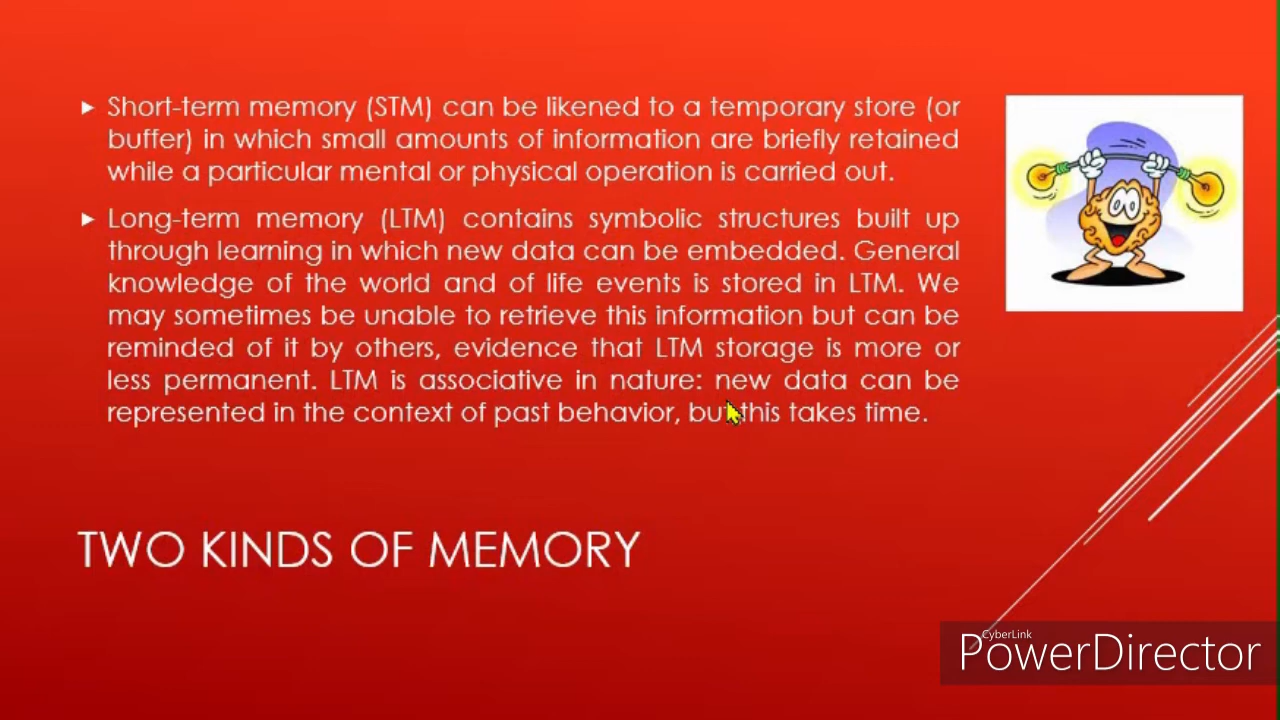 ► Short-term memory (STM) can be likened to a temporary store (or
buffer) in which small amounts of information are briefly retained
while a particular mental or physical operation is carried out.
► Long-term memory (LTM) contains symbolic structures built up
through learning in which new data can be embedded. General
knowledge of the world and of life events is stored in LTM. We
may sometimes be unable to retrieve this information but can be
reminded of it by others, evidence that LTM storage is more or
less permanent. LTM is associative in nature: new data can be
represented in the context of past behavior, but this takes time.
TWO KINDS OF MEMORY
CyberLink
PowerDirector